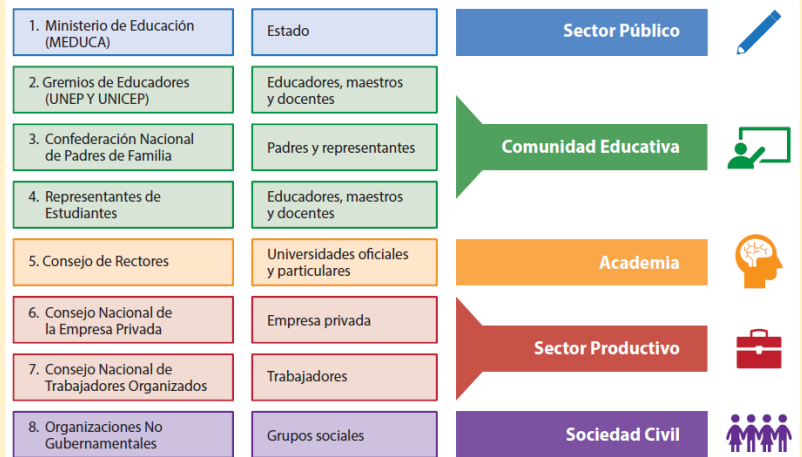 1. Ministerio de Educación
(MEDUCA)
Estado
Sector Público
2. Gremios de Educadores
(UNEP Y UNICEP)
Educadores, maestros
y docentes
3. Confederación Nacional
de Padres de Familia
Padres y representantes
Comunidad Educativa
4. Representantes de
Estudiantes
Educadores, maestros
y docentes
5. Consejo de Rectores
Universidades oficiales
y particulares
Academia
6. Consejo Nacional de
la Empresa Privada
Empresa privada
7. Consejo Nacional de
Trabajadores Organizados
Trabajadores
Sector Productivo
8. Organizaciones No
Gubernamentales
Grupos sociales
Sociedad Civil